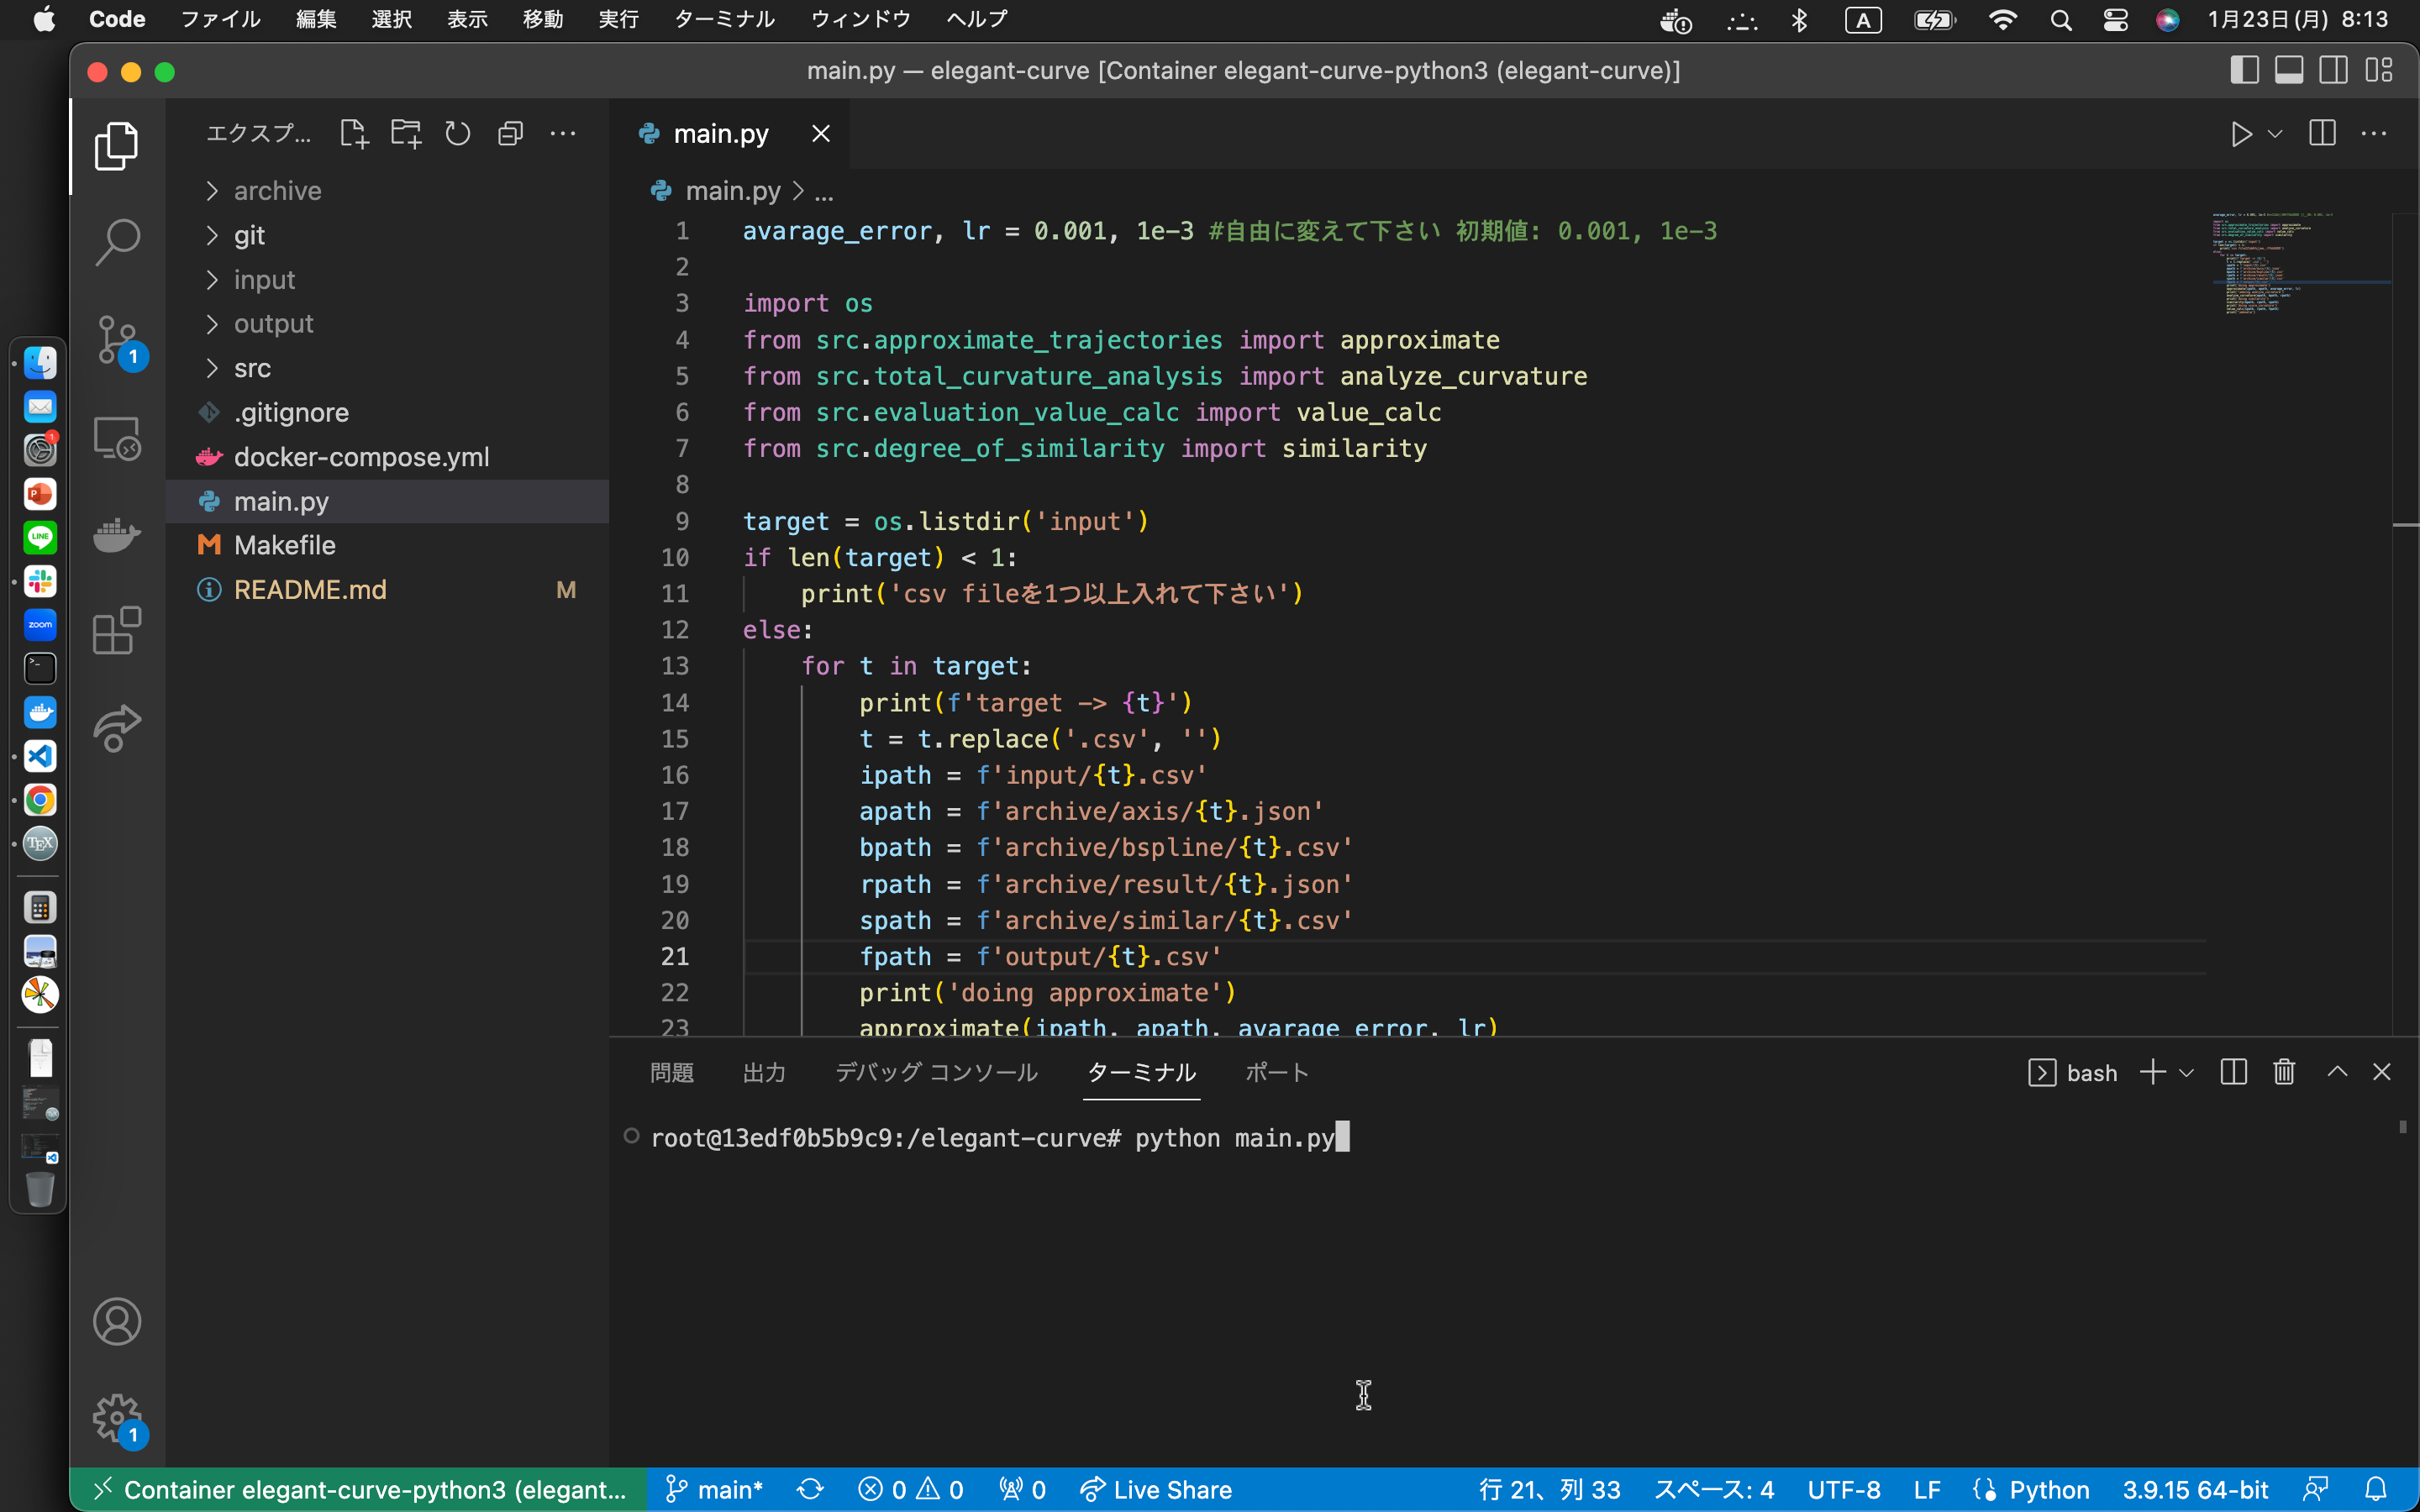 Code ファイル 編集 選択 表示 移動 実行 ターミナル ウィンドウ ヘルプ A 1月23日(月) 8:13
main.py — elegant-curve [Container elegant-curve-python3 (elegant-curve)]
エクスプ...
main.py
main.py > ...
archive
git
input
output
src
.gitignore
docker-compose.yml
main.py
Makefile
README.md M
1
1
1
LINE
zoom
TEX
1 avarage_error, lr = 0.001, 1e-3 #自由に変えて下さい 初期値: 0.001, 1e-3
2
3 import os
4 from src.approximate_trajectories import approximate
5 from src.total_curvature_analysis import analyze_curvature
6 from src.evaluation_value_calc import value_calc
7 from src.degree_of_similarity import similarity
8
9 target = os.listdir('input')
10 if len(target) < 1:
11 print('csv fileを1つ以上入れて下さい')
12 else:
13 for t in target:
14 print(f'target -> {t}')
15 t = t.replace('.csv', '')
16 ipath = f'input/{t}.csv'
17 apath = f'archive/axis/{t}.json'
18 bpath = f'archive/bspline/{t}.csv'
19 rpath = f'archive/result/{t}.json'
20 spath = f'archive/similar/{t}.csv'
21 fpath = f'output/{t}.csv'
22 print('doing approximate')
23 approximate(ipath, apath, avarage_error, lr)
問題 出力 デバッグ コンソール ターミナル ポート bash
root@13edf0b5b9c9:/elegant-curve# python main.py
Container elegant-curve-python3 (elegant... main* 0 0 0 Live Share 行 21、列 33 スペース: 4 UTF-8 LF Python 3.9.15 64-bit